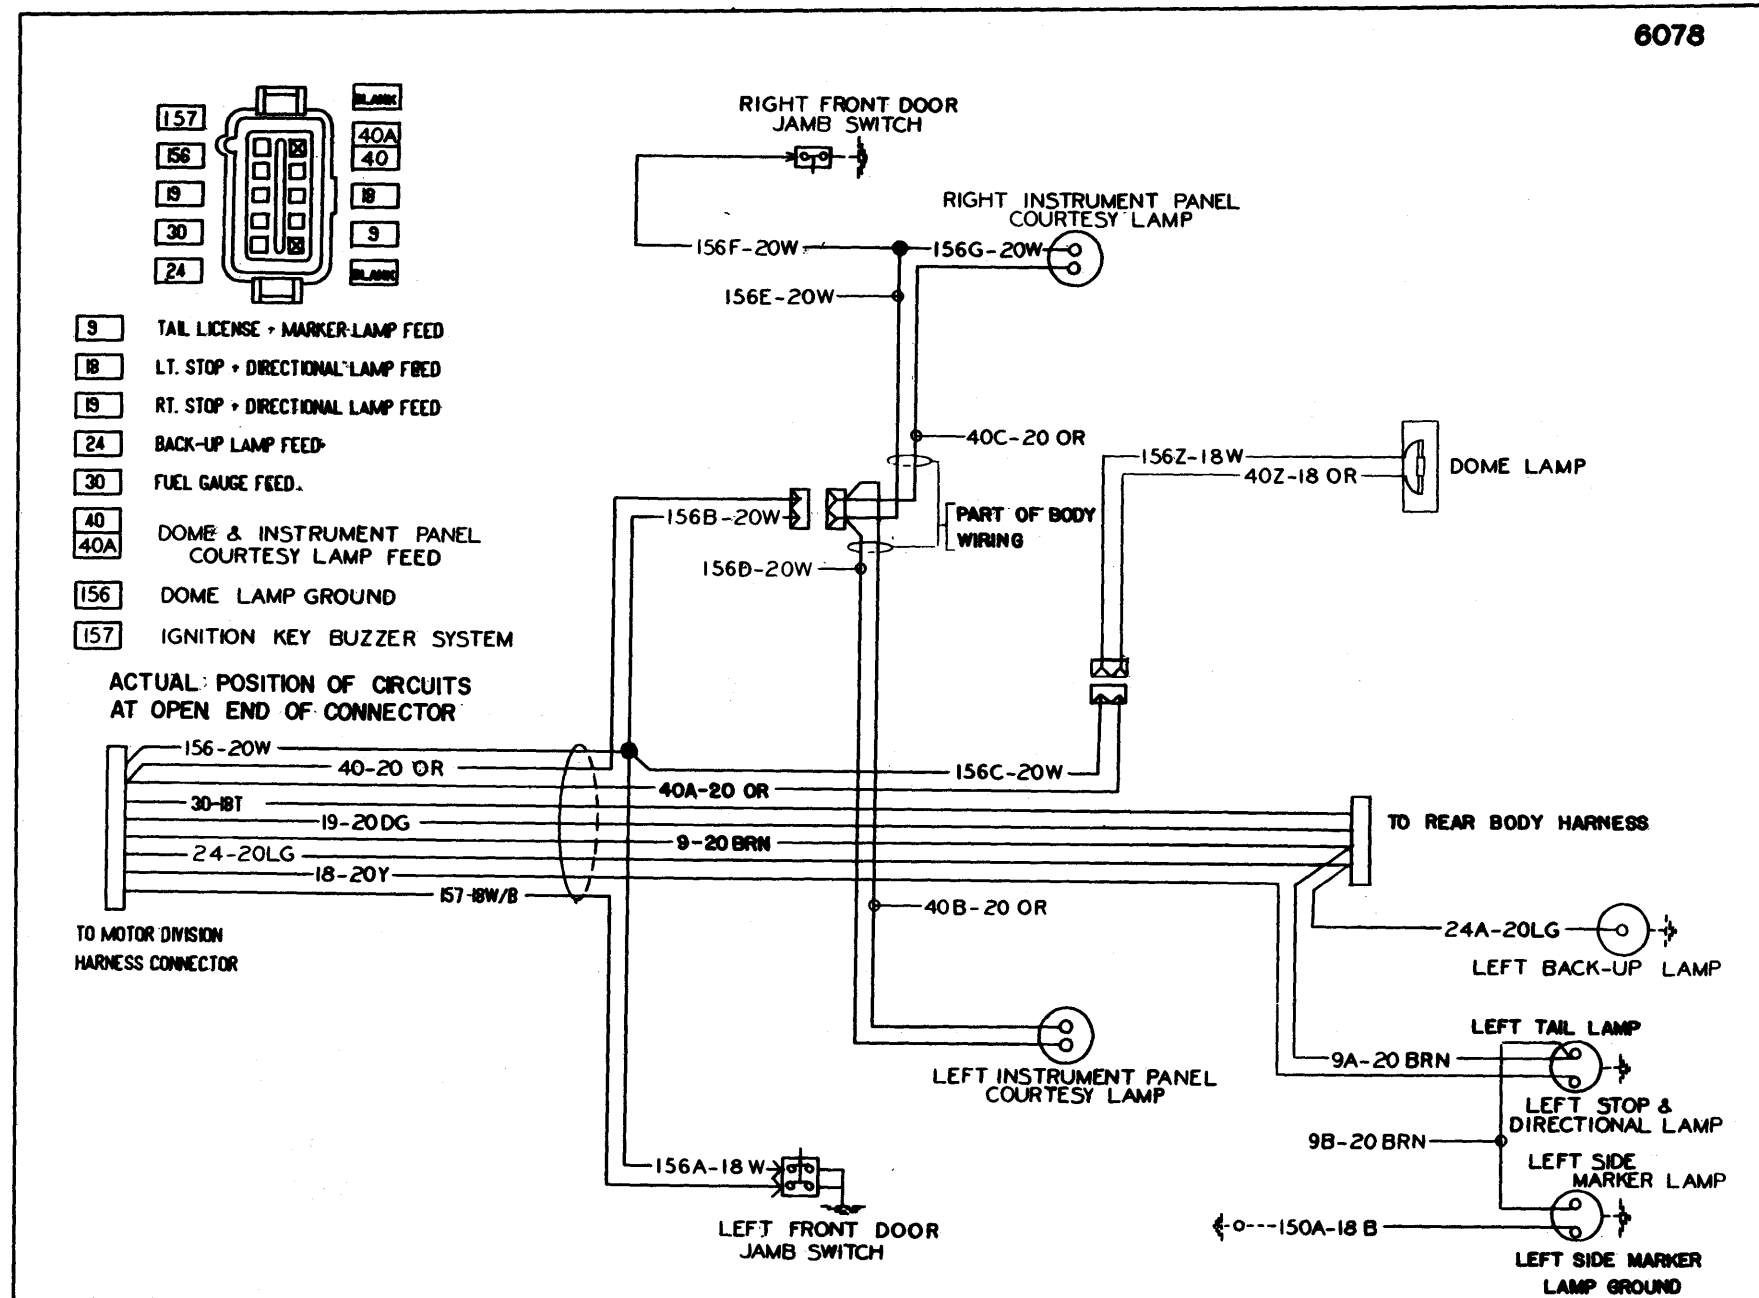 6078
157
156
19
30
24
BLANK
40A
40
18
9
BLANK
9 TAIL LICENSE + MARKER LAMP FEED
18 LT. STOP + DIRECTIONAL LAMP FEED
19 RT. STOP + DIRECTIONAL LAMP FEED
24 BACK-UP LAMP FEED
30 FUEL GAUGE FEED
40
40A
DOME & INSTRUMENT PANEL
COURTESY LAMP FEED
156 DOME LAMP GROUND
157 IGNITION KEY BUZZER SYSTEM
ACTUAL POSITION OF CIRCUITS
AT OPEN END OF CONNECTOR
RIGHT FRONT DOOR
JAMB SWITCH
RIGHT INSTRUMENT PANEL
COURTESY LAMP
156F-20W
156G-20W
156E-20W
40C-20 OR
156B-20W
PART OF BODY
WIRING
156D-20W
156Z-18W
40Z-18 OR
DOME LAMP
156-20W
40-20 OR
156C-20W
40A-20 OR
30-18T
19-20DG
9-20 BRN
24-20LG
18-20Y
157-18W/B
TO MOTOR DIVISION
HARNESS CONNECTOR
TO REAR BODY HARNESS
40B-20 OR
24A-20LG
LEFT BACK-UP LAMP
LEFT TAIL LAMP
9A-20 BRN
LEFT STOP &
DIRECTIONAL LAMP
9B-20 BRN
LEFT SIDE
MARKER LAMP
150A-18 B
LEFT SIDE MARKER
LAMP GROUND
LEFT INSTRUMENT PANEL
COURTESY LAMP
156A-18 W
LEFT FRONT DOOR
JAMB SWITCH